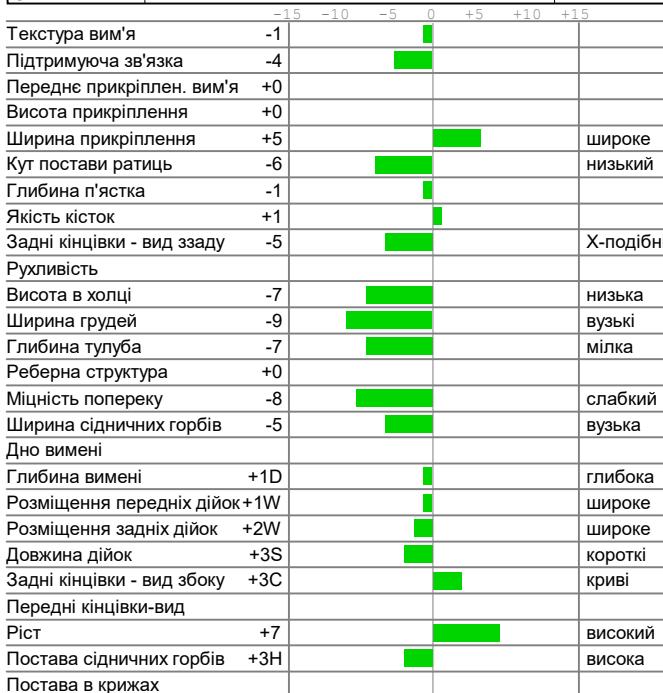 -15 -10 -5 0 +5 +10 +15
Текстура вим'я -1
Підтримуюча зв'язка -4
Переднє прикріплен. вим'я +0
Висота прикріплення +0
Ширина прикріплення +5 широке
Кут постави ратиць -6 низький
Глибина п'ястка -1
Якість кісток +1
Задні кінцівки - вид ззаду -5 Х-подібн
Рухливість
Висота в холці -7 низька
Ширина грудей -9 вузькі
Глибина тулуба -7 мілка
Реберна структура +0
Міцність попереку -8 слабкий
Ширина сідничних горбів -5 вузька
Дно вимені
Глибина вимені +1D глибока
Розміщення передніх дійок +1W широке
Розміщення задніх дійок +2W широке
Довжина дійок +3S короткі
Задні кінцівки - вид збоку +3C криві
Передні кінцівки-вид
Ріст +7 високий
Постава сідничних горбів +3H висока
Постава в крижах